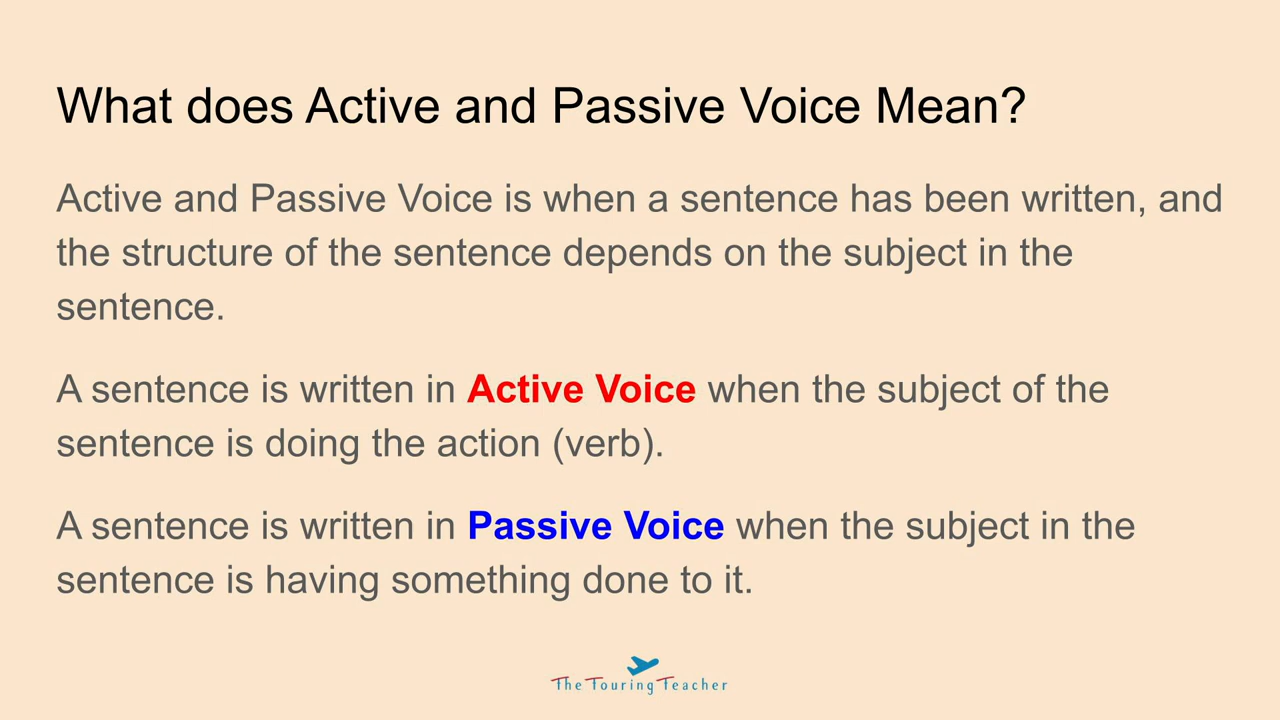 What does Active and Passive Voice Mean?
Active and Passive Voice is when a sentence has been written, and
the structure of the sentence depends on the subject in the
sentence.
A sentence is written in Active Voice when the subject of the
sentence is doing the action (verb).
A sentence is written in Passive Voice when the subject in the
sentence is having something done to it.
The Touring Teacher